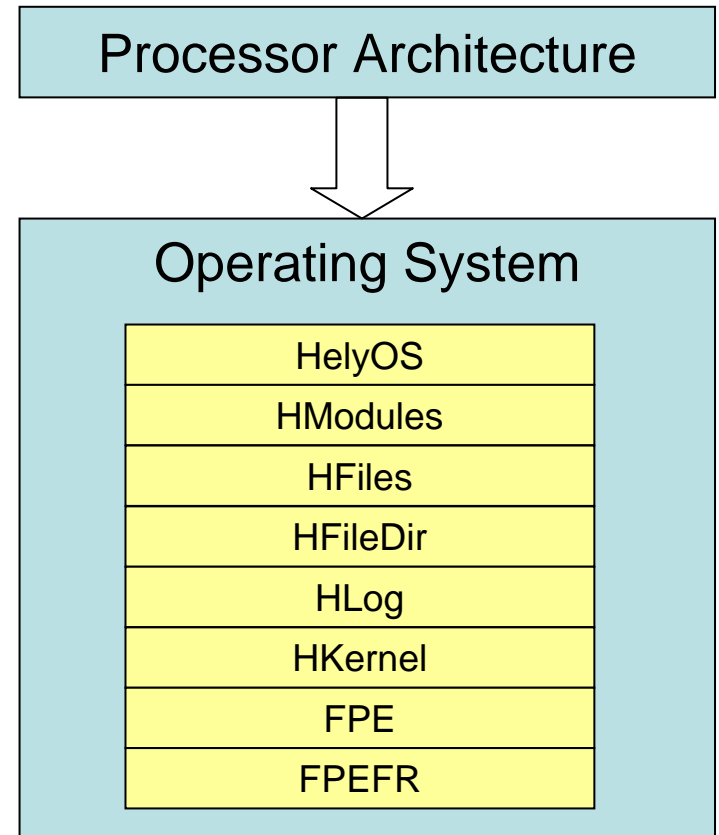 Processor Architecture
Operating System
HelyOS
HModules
HFiles
HFileDir
HLog
HKernel
FPE
FPEFR